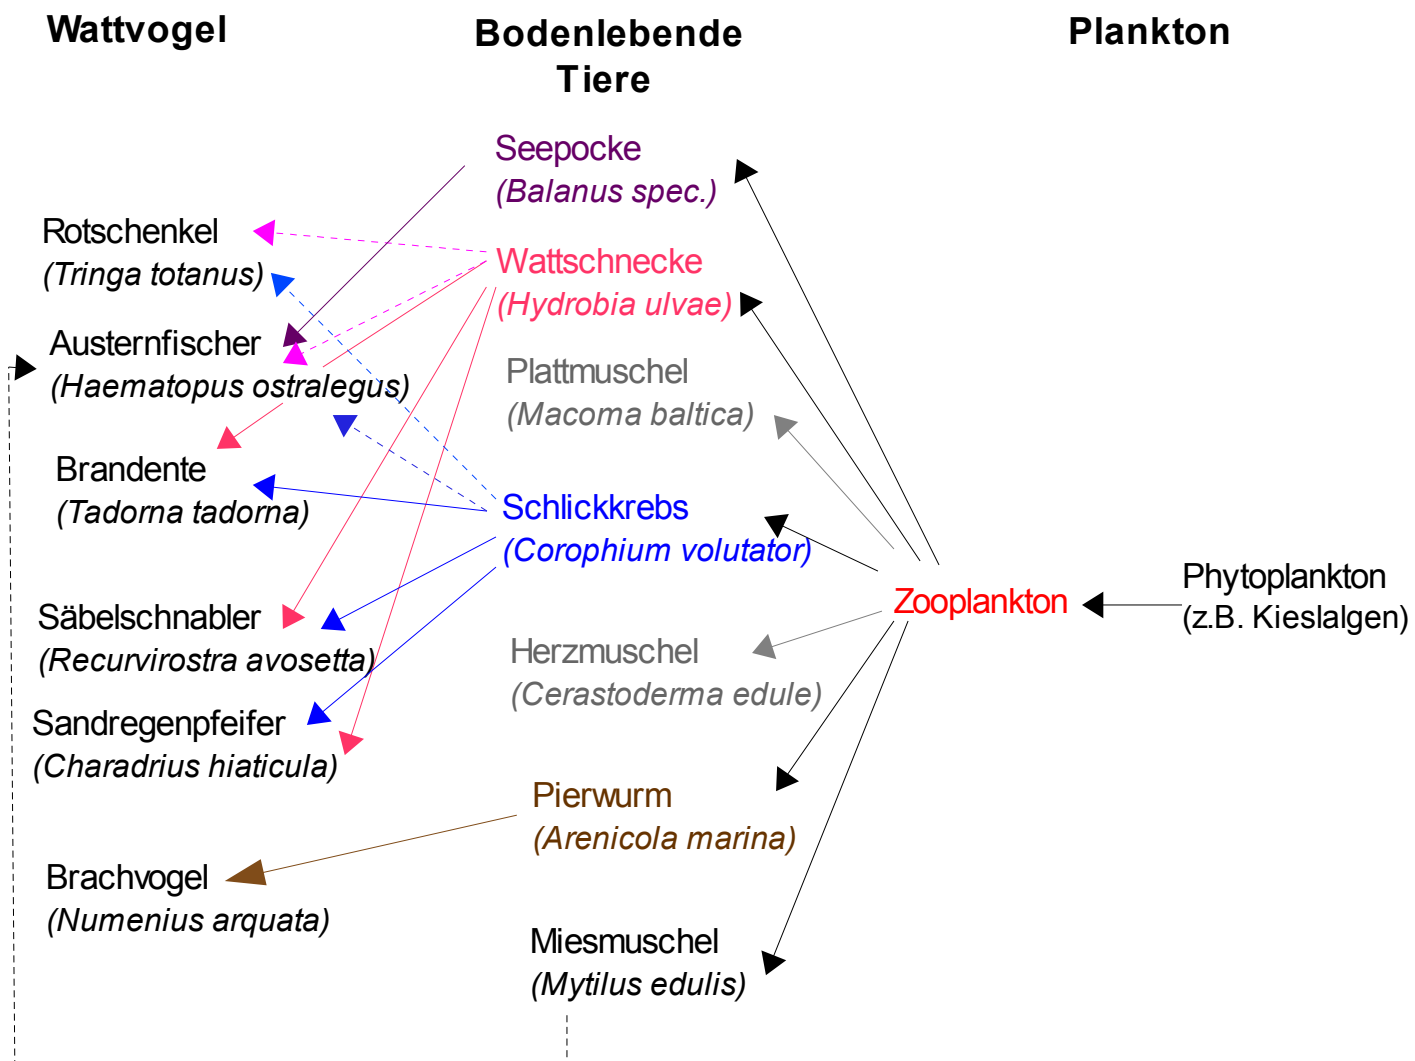 Wattvogel
Bodenlebende
Tiere
Plankton
Rotschenkel
(Tringa totanus)
Austernfischer
(Haematopus ostralegus)
Brandente
(Tadorna tadorna)
Säbelschnabler
(Recurvirostra avosetta)
Sandregenpfeifer
(Charadrius hiaticula)
Brachvogel
(Numenius arquata)
Seepocke
(Balanus spec.)
Wattschnecke
(Hydrobia ulvae)
Plattmuschel
(Macoma baltica)
Schlickkrebs
(Corophium volutator)
Herzmuschel
(Cerastoderma edule)
Pierwurm
(Arenicola marina)
Miesmuschel
(Mytilus edulis)
Zooplankton
Phytoplankton
(z.B. Kieslalgen)